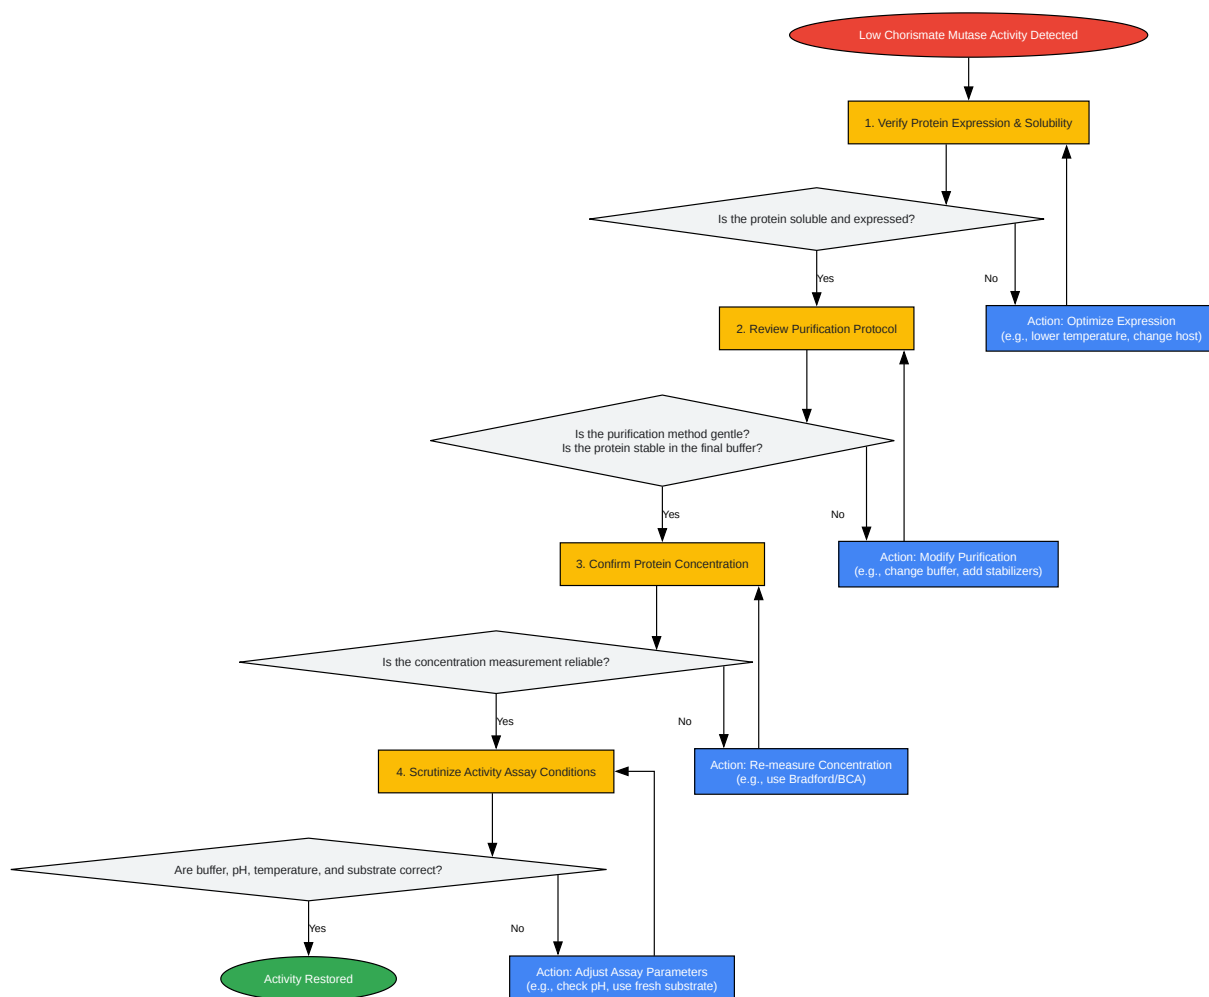 Low Chorismate Mutase Activity Detected
1. Verify Protein Expression & Solubility
Is the protein soluble and expressed?
Yes
No
2. Review Purification Protocol
Action: Optimize Expression
(e.g., lower temperature, change host)
Is the purification method gentle?
Is the protein stable in the final buffer?
Yes
No
3. Confirm Protein Concentration
Action: Modify Purification
(e.g., change buffer, add stabilizers)
Is the concentration measurement reliable?
Yes
No
4. Scrutinize Activity Assay Conditions
Action: Re-measure Concentration
(e.g., use Bradford/BCA)
Are buffer, pH, temperature, and substrate correct?
Yes
No
Activity Restored
Action: Adjust Assay Parameters
(e.g., check pH, use fresh substrate)